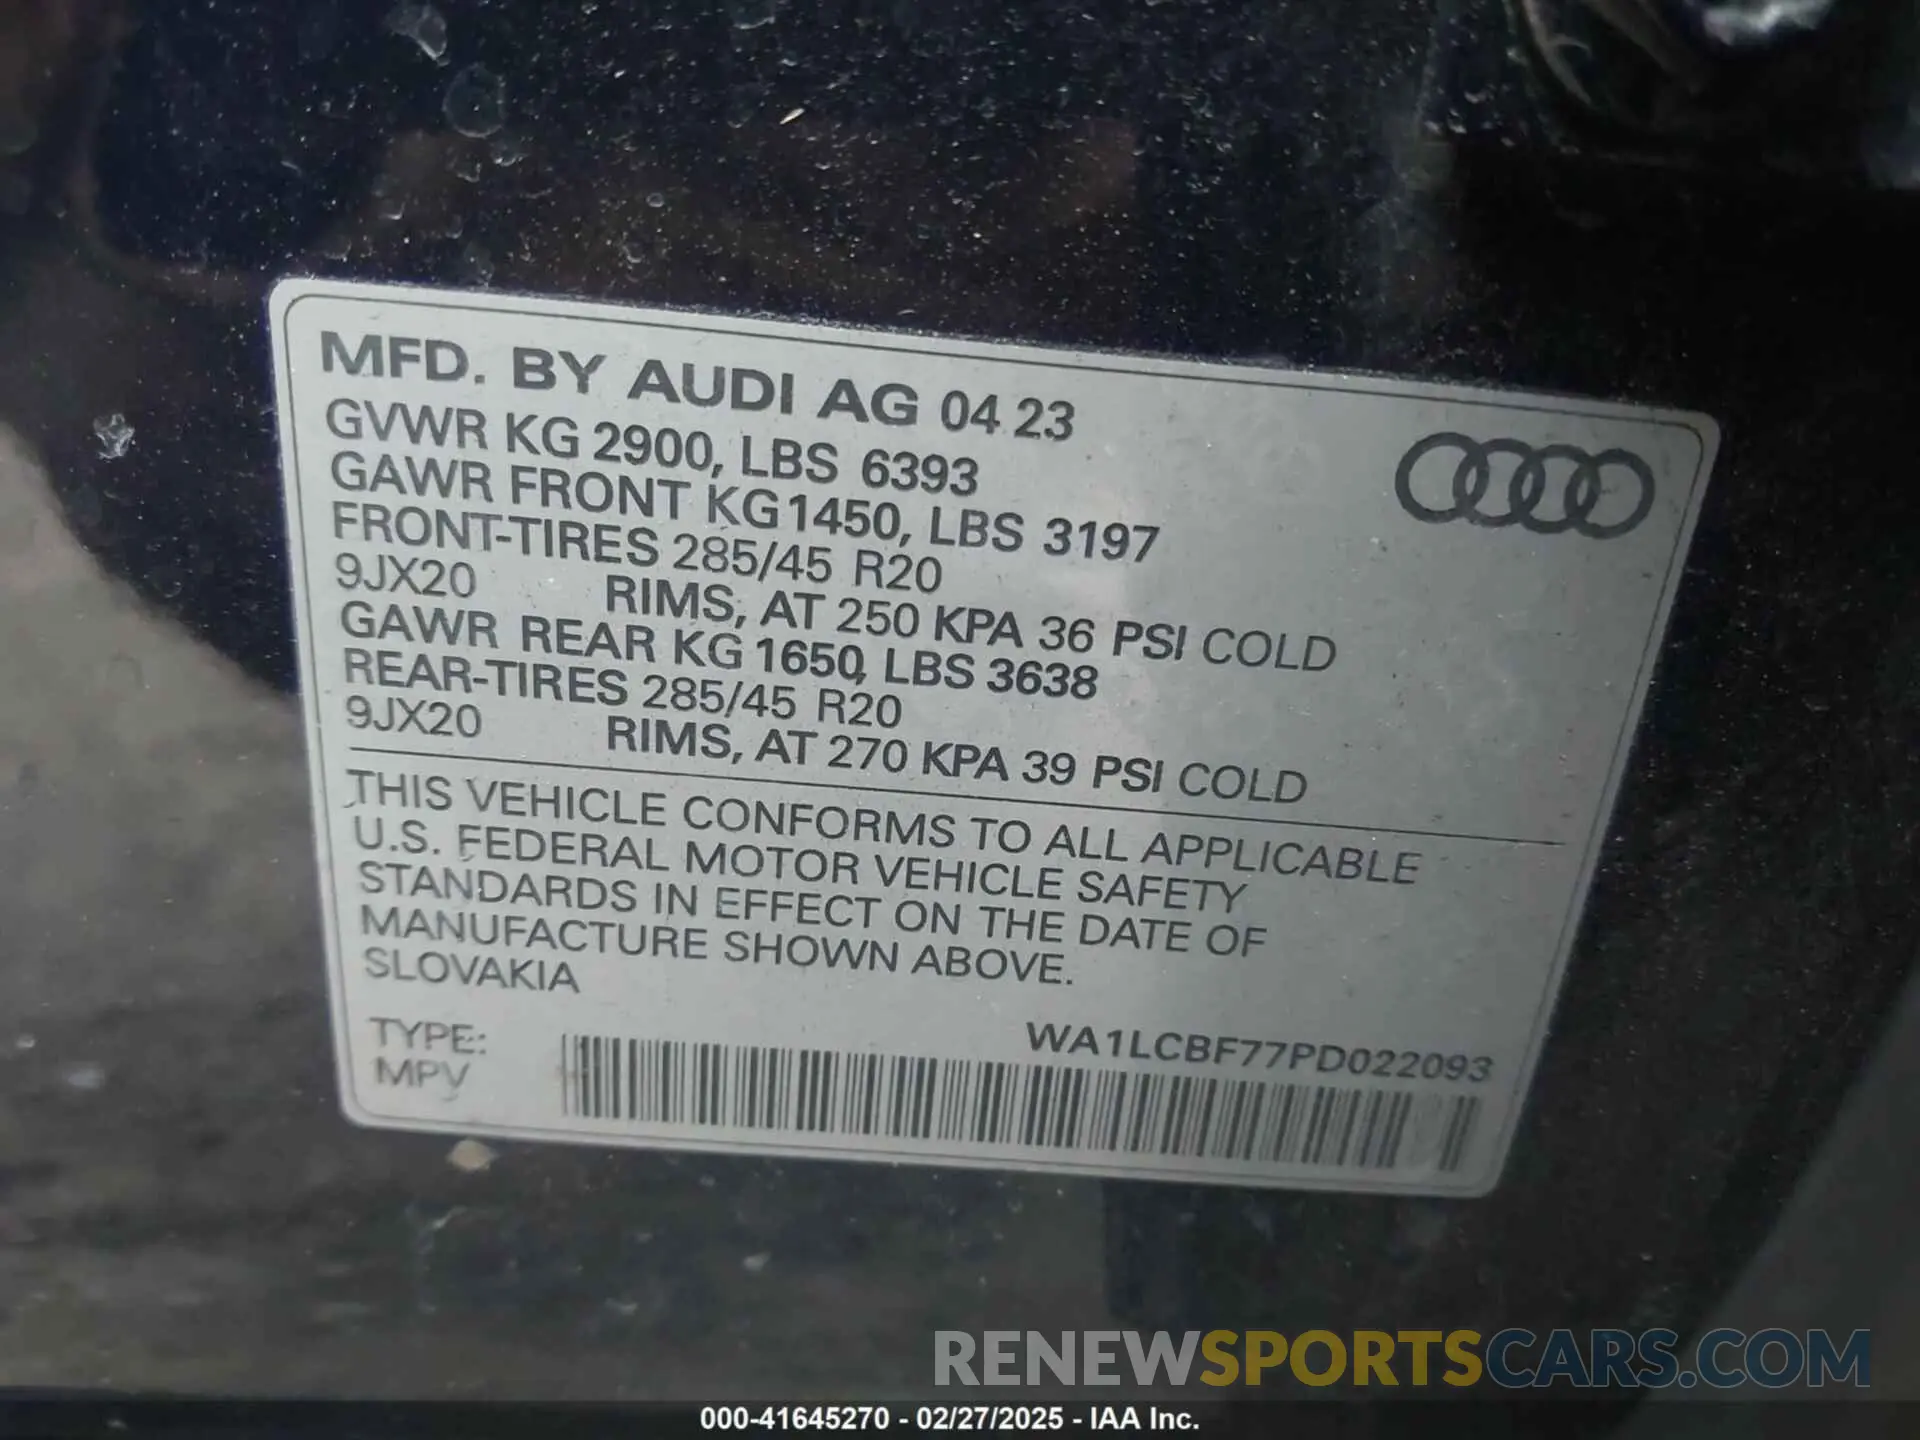 MFD. BY AUDI AG 04 23
GVWR KG 2900, LBS 6393
GAWR FRONT KG 1450, LBS 3197
FRONT-TIRES 285/45 R20
9JX20 RIMS, AT 250 KPA 36 PSI COLD
GAWR REAR KG 1650, LBS 3638
REAR-TIRES 285/45 R20
9JX20 RIMS, AT 270 KPA 39 PSI COLD
THIS VEHICLE CONFORMS TO ALL APPLICABLE
U.S. FEDERAL MOTOR VEHICLE SAFETY
STANDARDS IN EFFECT ON THE DATE OF
MANUFACTURE SHOWN ABOVE.
SLOVAKIA
TYPE: WA1LCBF77PD022093
MPV
RENEWSPORTSCARS.COM
000-41645270 - 02/27/2025 - IAA Inc.